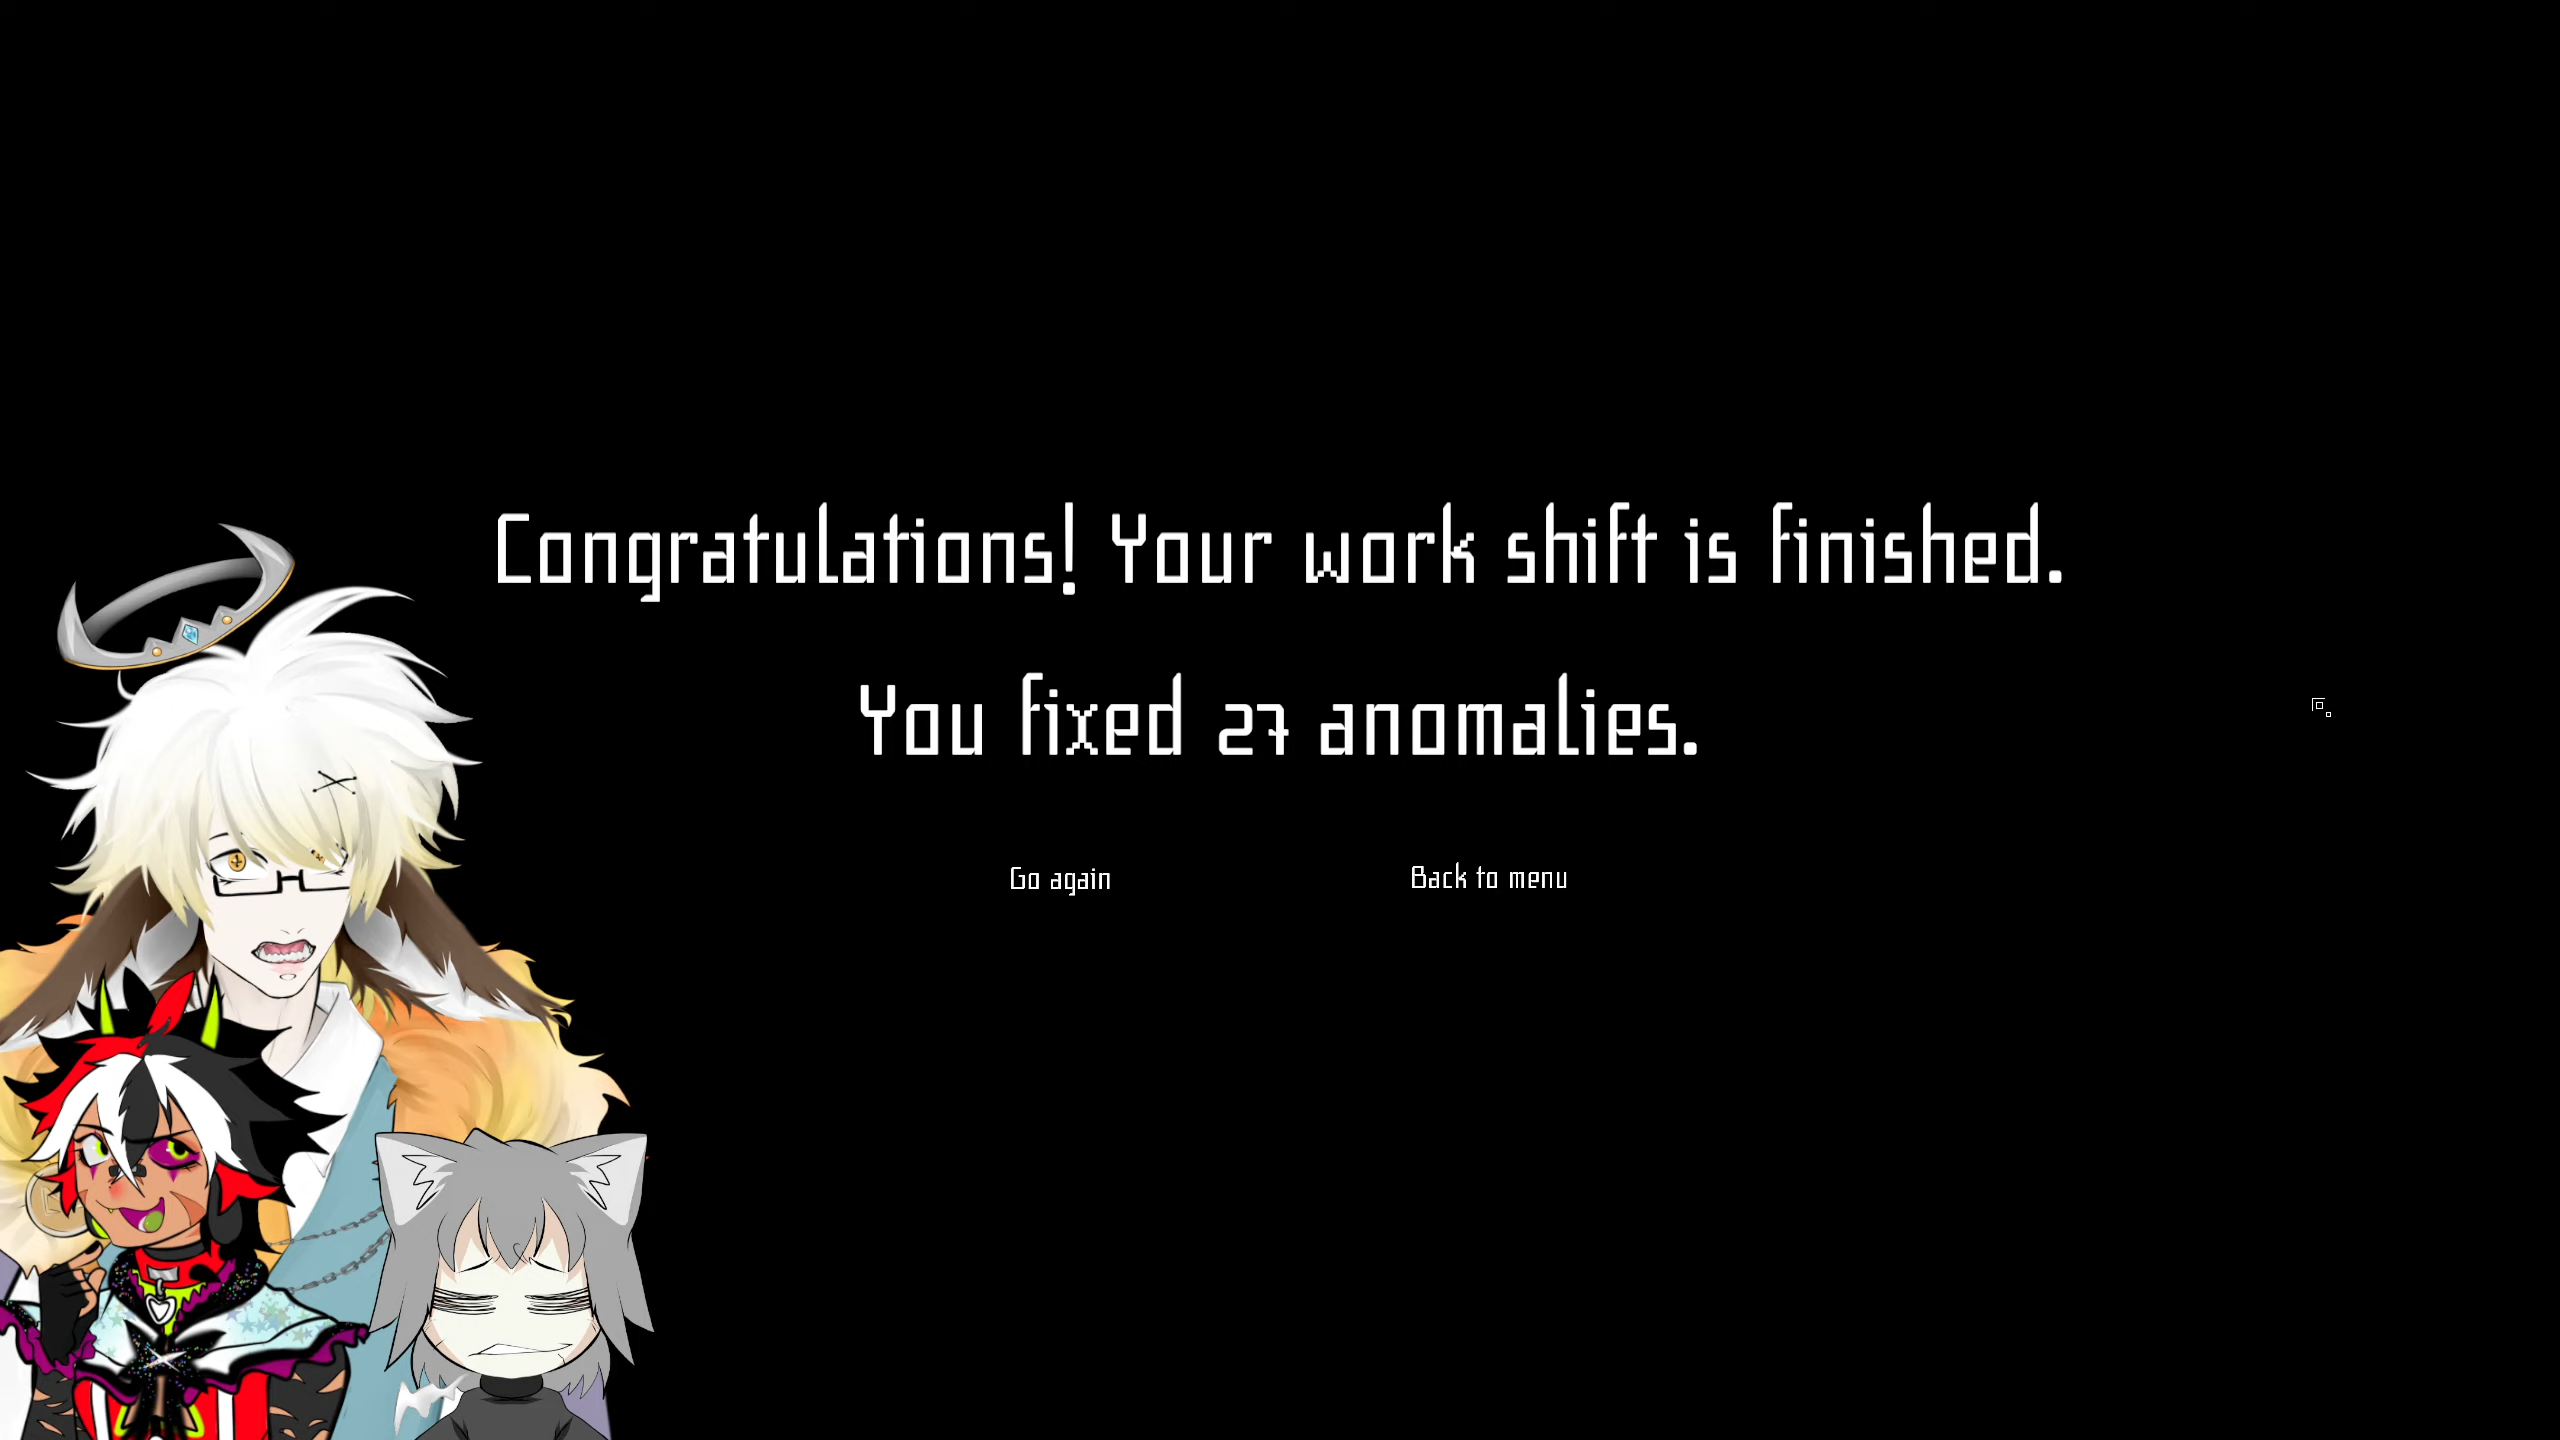 Congratulations! Your work shift is finished.
You fixed 27 anomalies.
Go again
Back to menu